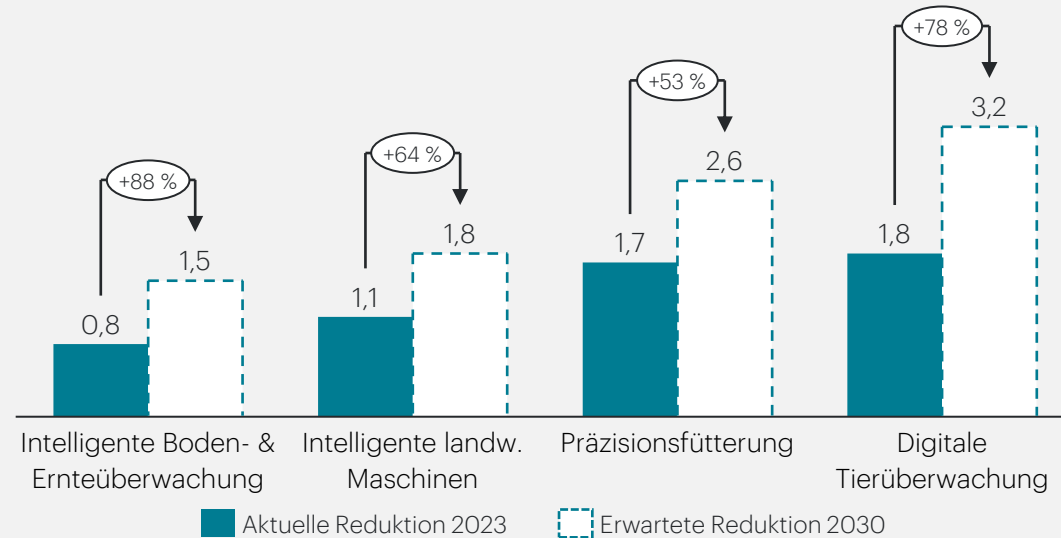 +88 %
0,8
1,5
+64 %
1,1
1,8
+53 %
1,7
2,6
+78 %
1,8
3,2
Intelligente Boden- &
Ernteüberwachung
Intelligente landw.
Maschinen
Präzisionsfütterung
Digitale
Tierüberwachung
Aktuelle Reduktion 2023
Erwartete Reduktion 2030